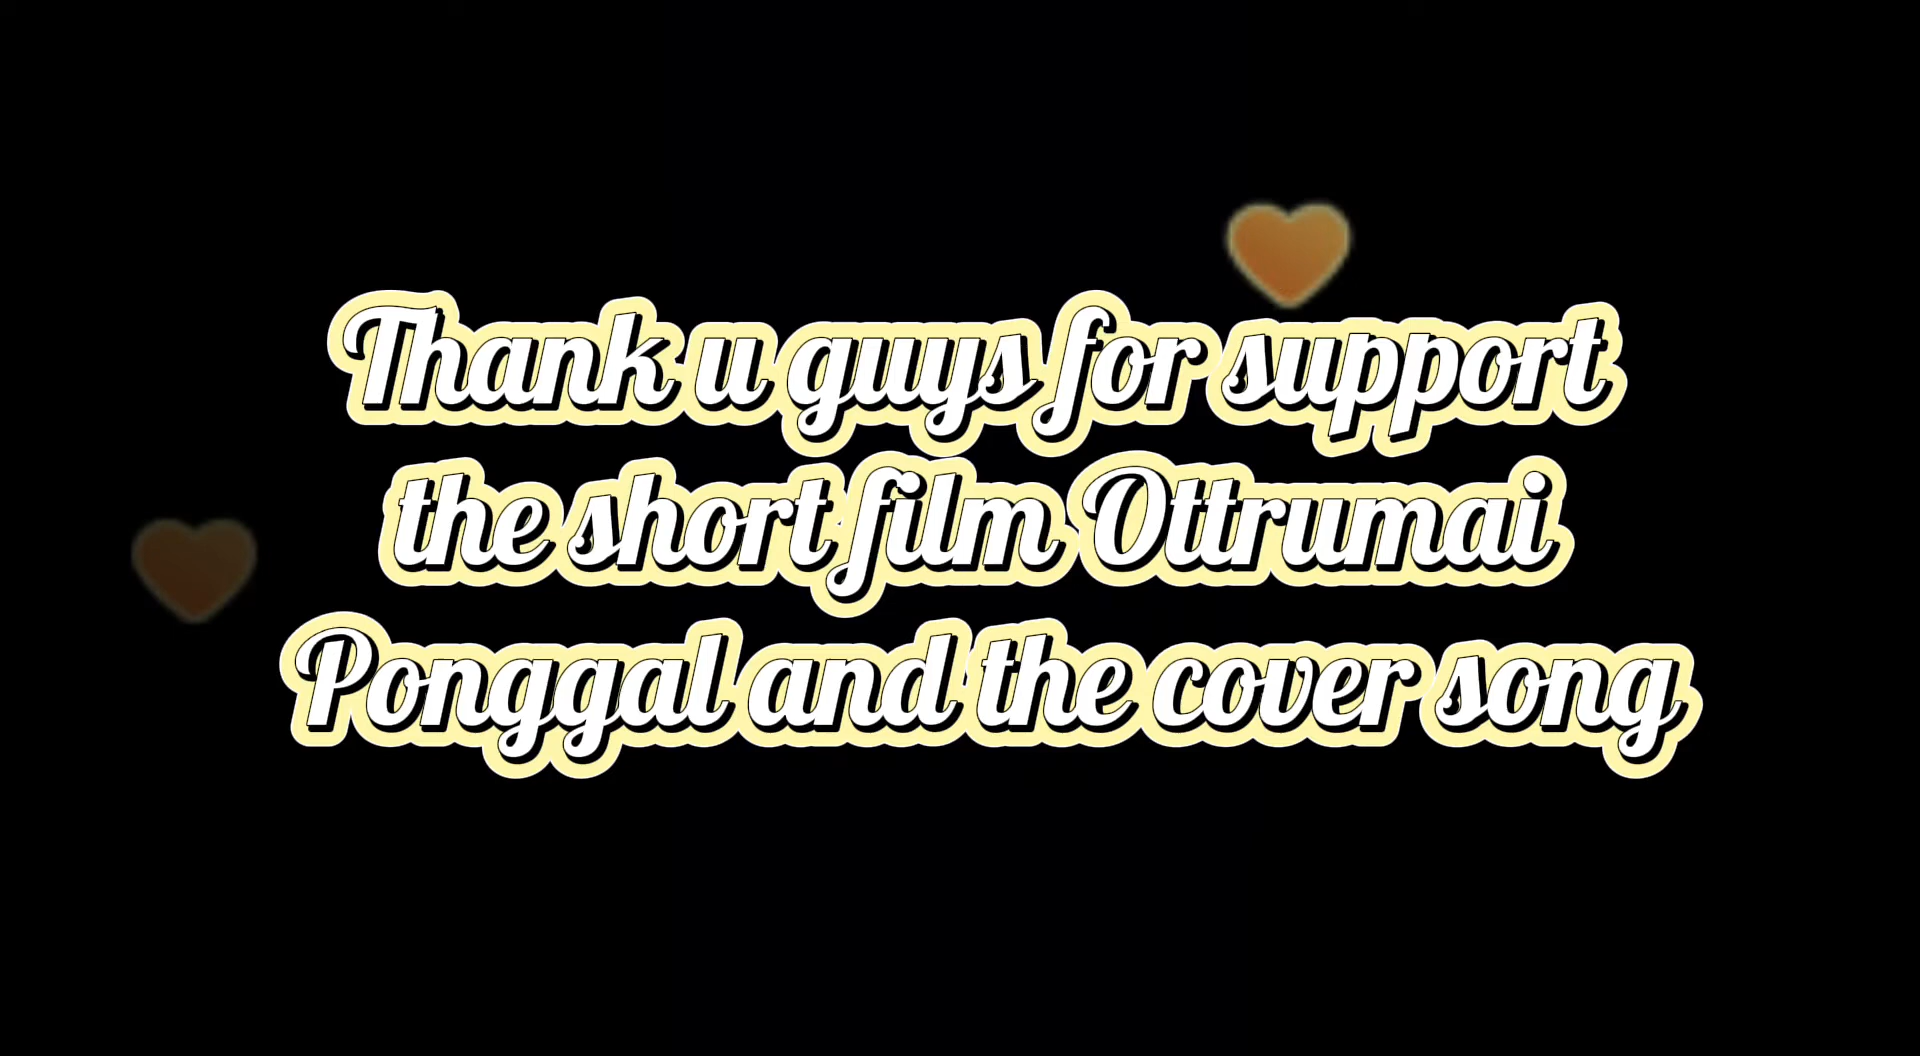 Thank u guys for support
the short film Ottrumai
Ponggal and the cover song